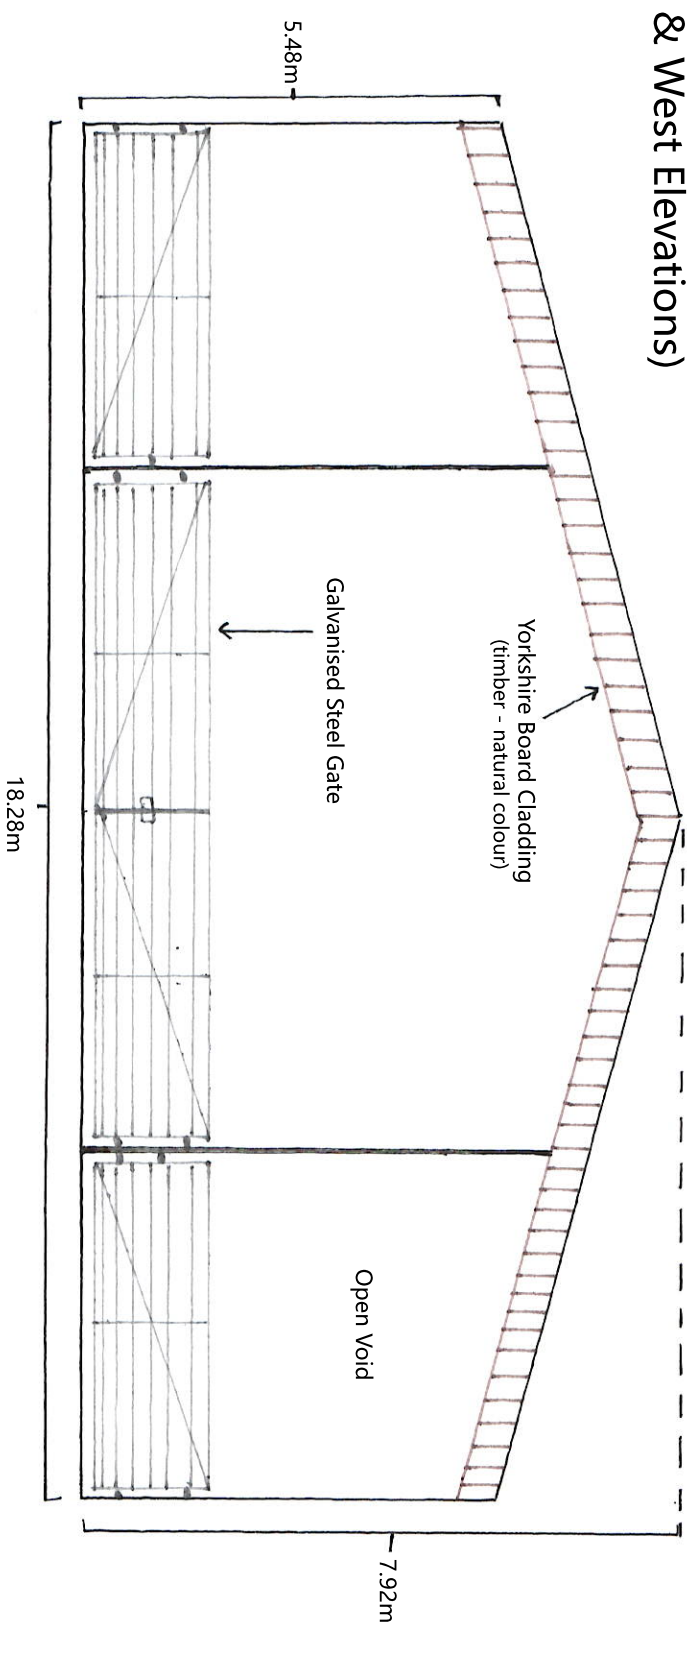 & West Elevations)
5.48m
Yorkshire Board Cladding
(timber - natural colour)
Galvanised Steel Gate
Open Void
7.92m
18.28m